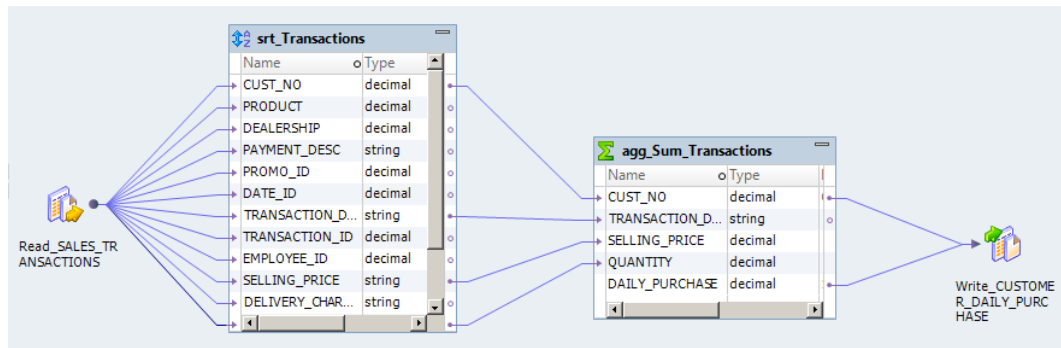 srt_Transactions
Name Type
CUST_NO decimal
PRODUCT decimal
DEALERSHIP decimal
PAYMENT_DESC string
PROMO_ID decimal
DATE_ID decimal
TRANSACTION_D... string
TRANSACTION_ID decimal
EMPLOYEE_ID decimal
SELLING_PRICE string
DELIVERY_CHAR... string
Read_SALES_TR
ANSACTIONS
agg_Sum_Transactions
Name Type
CUST_NO decimal
TRANSACTION_D... string
SELLING_PRICE decimal
QUANTITY decimal
DAILY_PURCHASE decimal
Write_CUSTOME
R_DAILY_PURC
HASE